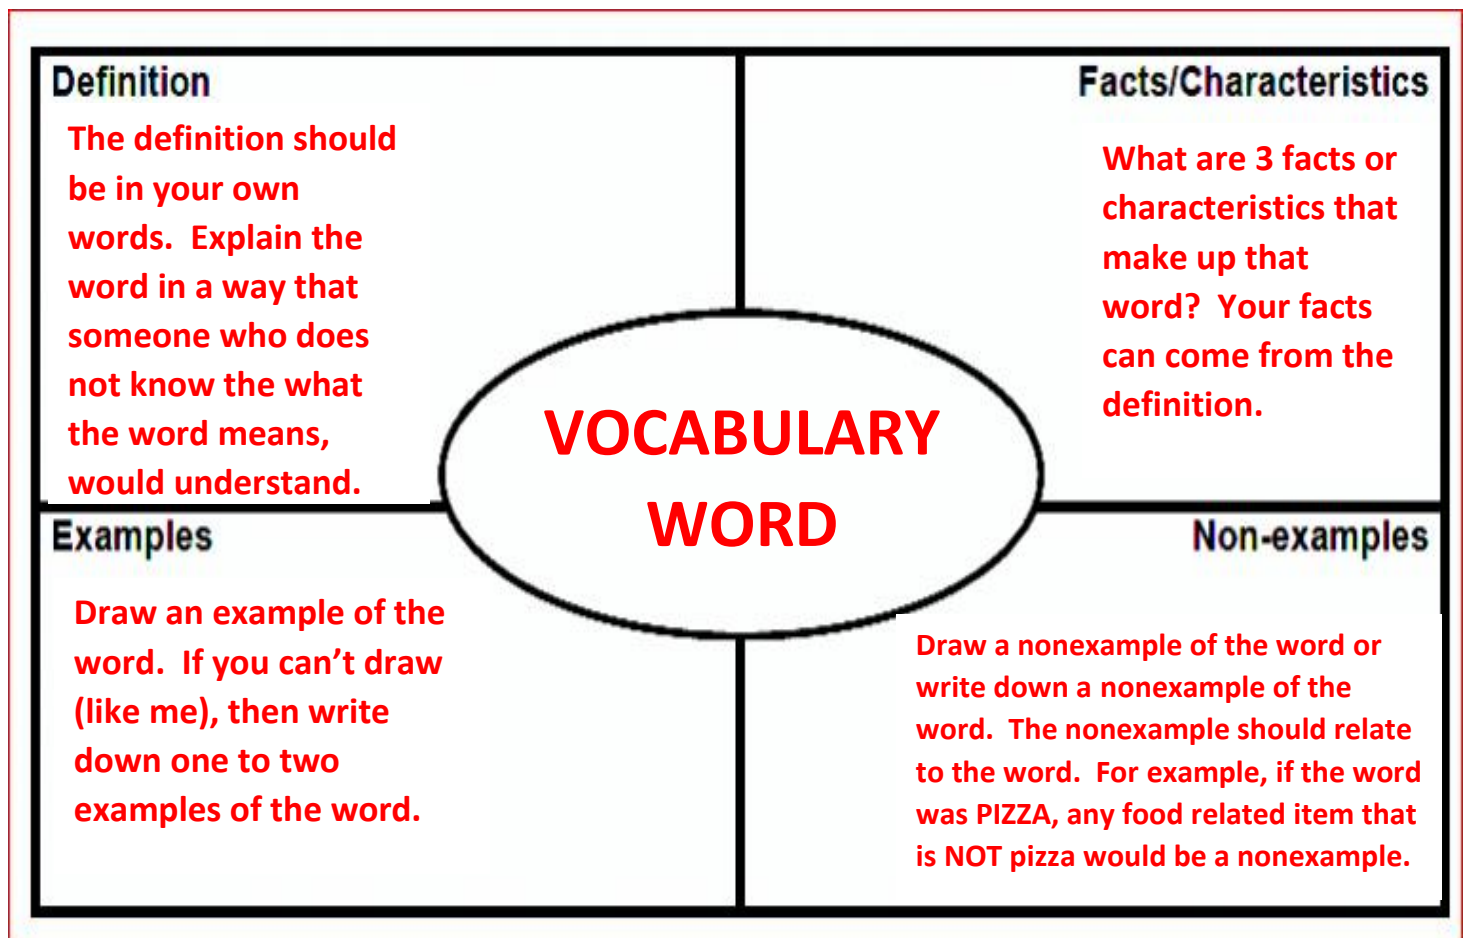 Definition
The definition should
be in your own
words.  Explain the
word in a way that
someone who does
not know the what
the word means,
would understand.
Facts/Characteristics
What are 3 facts or
characteristics that
make up that
word?  Your facts
can come from the
definition.
VOCABULARY
WORD
Examples
Draw an example of the
word.  If you can't draw
(like me), then write
down one to two
examples of the word.
Non-examples
Draw a nonexample of the word or
write down a nonexample of the
word.  The nonexample should relate
to the word.  For example, if the word
was PIZZA, any food related item that
is NOT pizza would be a nonexample.